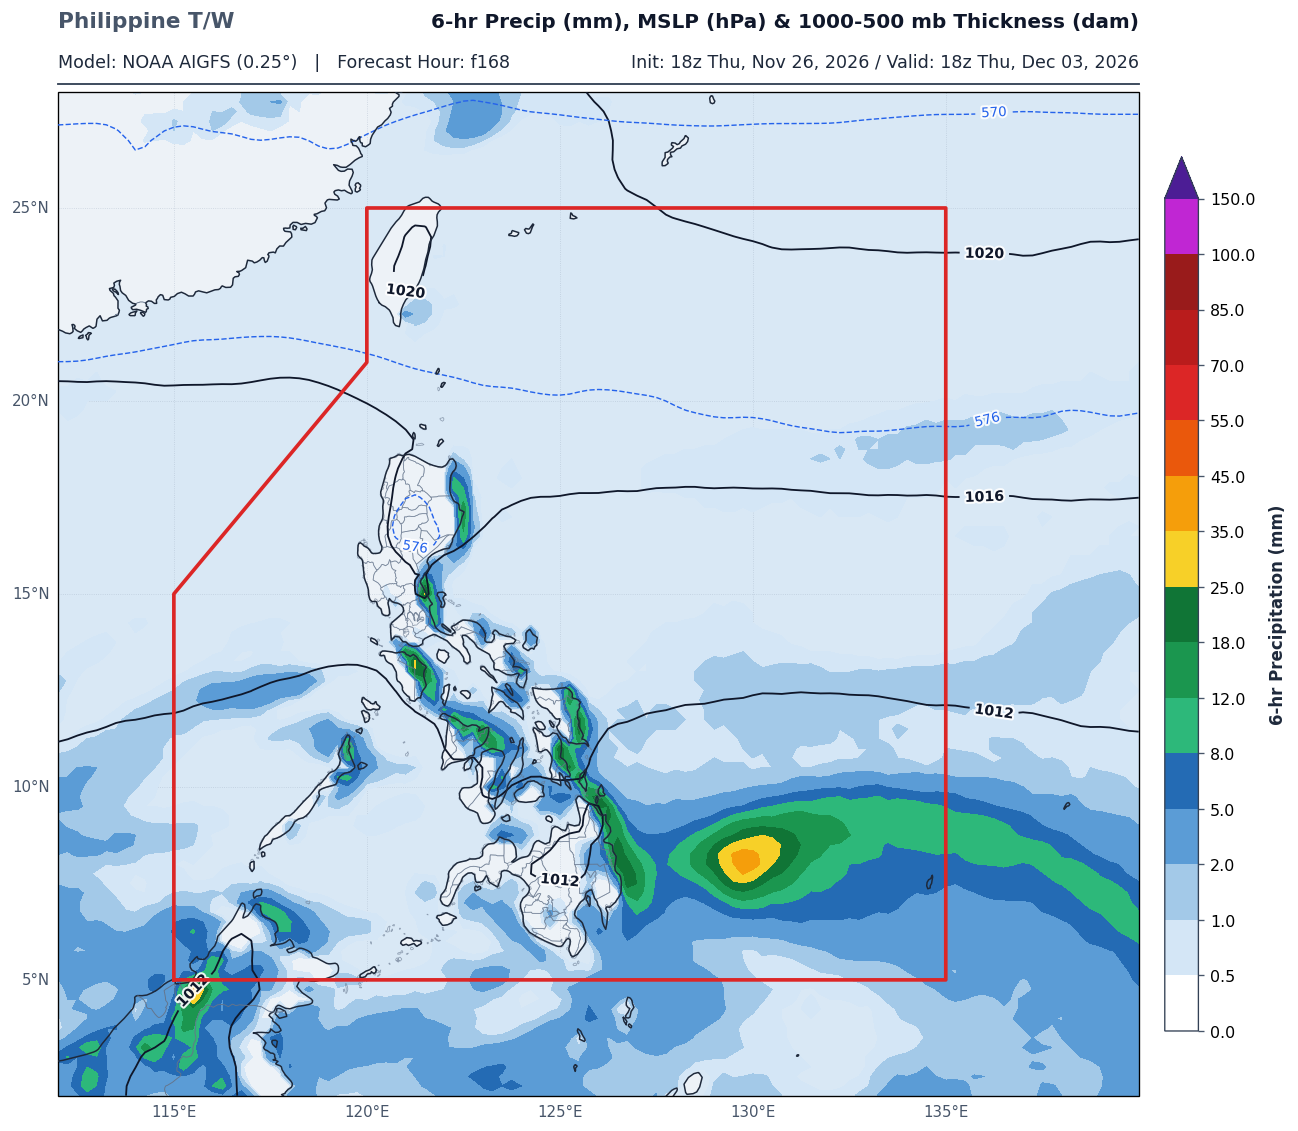 Philippine T/W
6-hr Precip (mm), MSLP (hPa) & 1000-500 mb Thickness (dam)
Model: NOAA AIGFS (0.25°) | Forecast Hour: f168
Init: 18z Thu, Nov 26, 2026 / Valid: 18z Thu, Dec 03, 2026
570
25°N
1020
1020
20°N
576
1016
576
15°N
1012
10°N
1012
5°N
1012
115°E
120°E
125°E
130°E
135°E
150.0
100.0
85.0
70.0
55.0
45.0
35.0
25.0
18.0
12.0
8.0
5.0
2.0
1.0
0.5
0.0
6-hr Precipitation (mm)